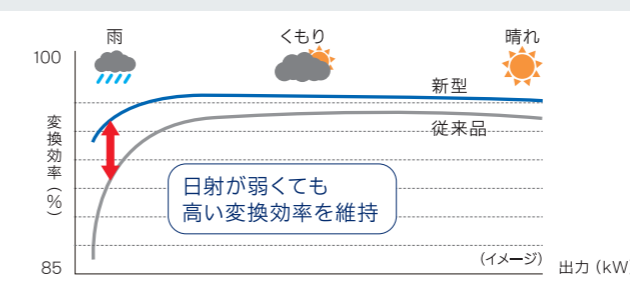 雨
くもり
晴れ
100
新型
従来品
変換効率(%)
日射が弱くても
高い変換効率を維持
(イメージ)
85
出力(kW)